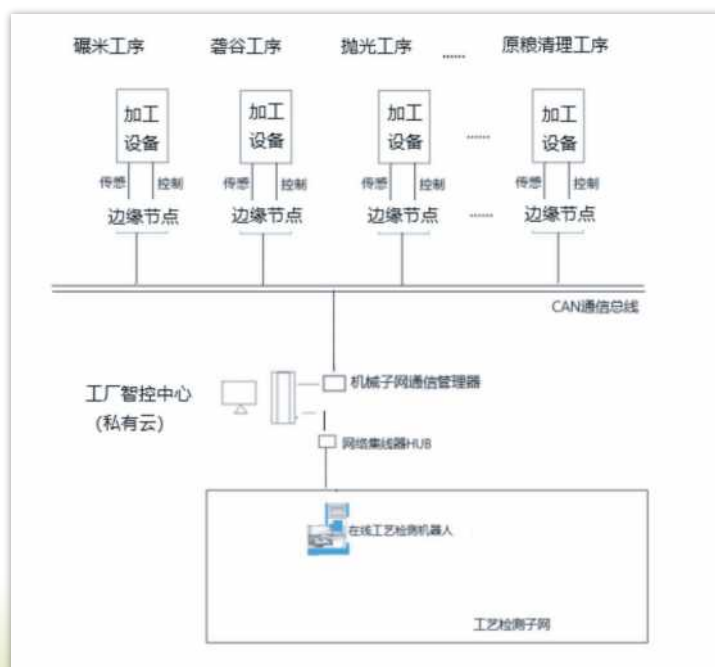 碾米工序 砻谷工序 抛光工序 ...... 原粮清理工序
加工 加工 加工 加工
设备 设备 设备 ...... 设备
传感 控制 传感 控制 传感 控制 传感 控制
边缘节点 边缘节点 边缘节点 ...... 边缘节点
CAN通信总线
机械子网通信管理器
工厂智控中心
(私有云)
网络集线器HUB
在线工艺检测机器人
工艺检测子网